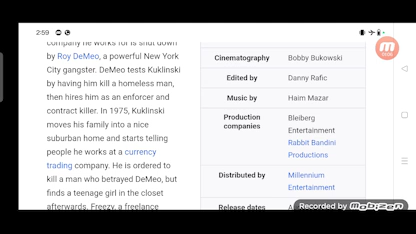 2:59
company he works for is shut down
by Roy DeMeo, a powerful New York
City gangster. DeMeo tests Kuklinski
by having him kill a homeless man,
then hires him as an enforcer and
contract killer. In 1975, Kuklinski
moves his family into a nice
suburban home and starts telling
people he works at a currency
trading company. He is ordered to
kill a man who betrayed DeMeo, but
finds a teenage girl in the closet
afterwards. Freezy, a freelance
Cinematography Bobby Bukowski
Edited by Danny Rafic
Music by Haim Mazar
Production Bleiberg
companies Entertainment
Rabbit Bandini
Productions
Distributed by Millennium
Entertainment
Release dates
Recorded by Mobizen